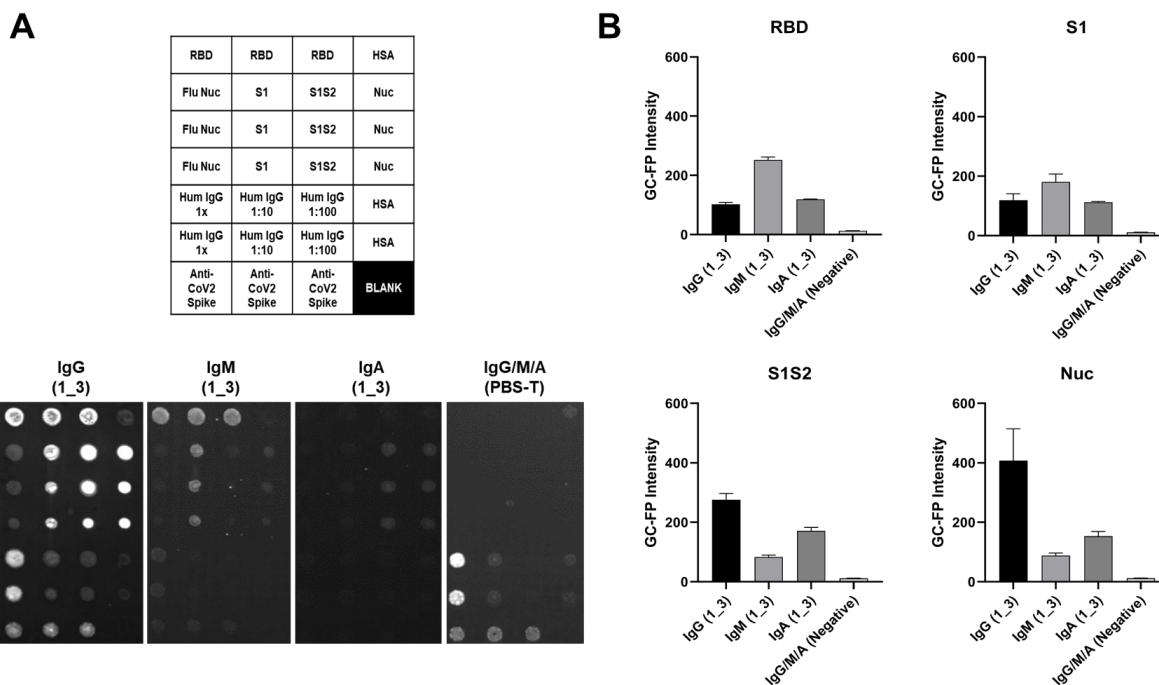 A
RBD RBD RBD HSA
Flu Nuc S1 S1S2 Nuc
Flu Nuc S1 S1S2 Nuc
Flu Nuc S1 S1S2 Nuc
Hum IgG Hum IgG Hum IgG HSA
1x 1:10 1:100
Hum IgG Hum IgG Hum IgG HSA
1x 1:10 1:100
Anti- Anti- Anti-
CoV2 CoV2 CoV2 BLANK
Spike Spike Spike
IgG IgM IgA IgG/M/A
(1_3) (1_3) (1_3) (PBS-T)
B
RBD
GC-FP Intensity
600
400
200
0
IgG (1_3)
IgM (1_3)
IgA (1_3)
IgG/M/A (Negative)
S1
GC-FP Intensity
600
400
200
0
IgG (1_3)
IgM (1_3)
IgA (1_3)
IgG/M/A (Negative)
S1S2
GC-FP Intensity
600
400
200
0
IgG (1_3)
IgM (1_3)
IgA (1_3)
IgG/M/A (Negative)
Nuc
GC-FP Intensity
600
400
200
0
IgG (1_3)
IgM (1_3)
IgA (1_3)
IgG/M/A (Negative)